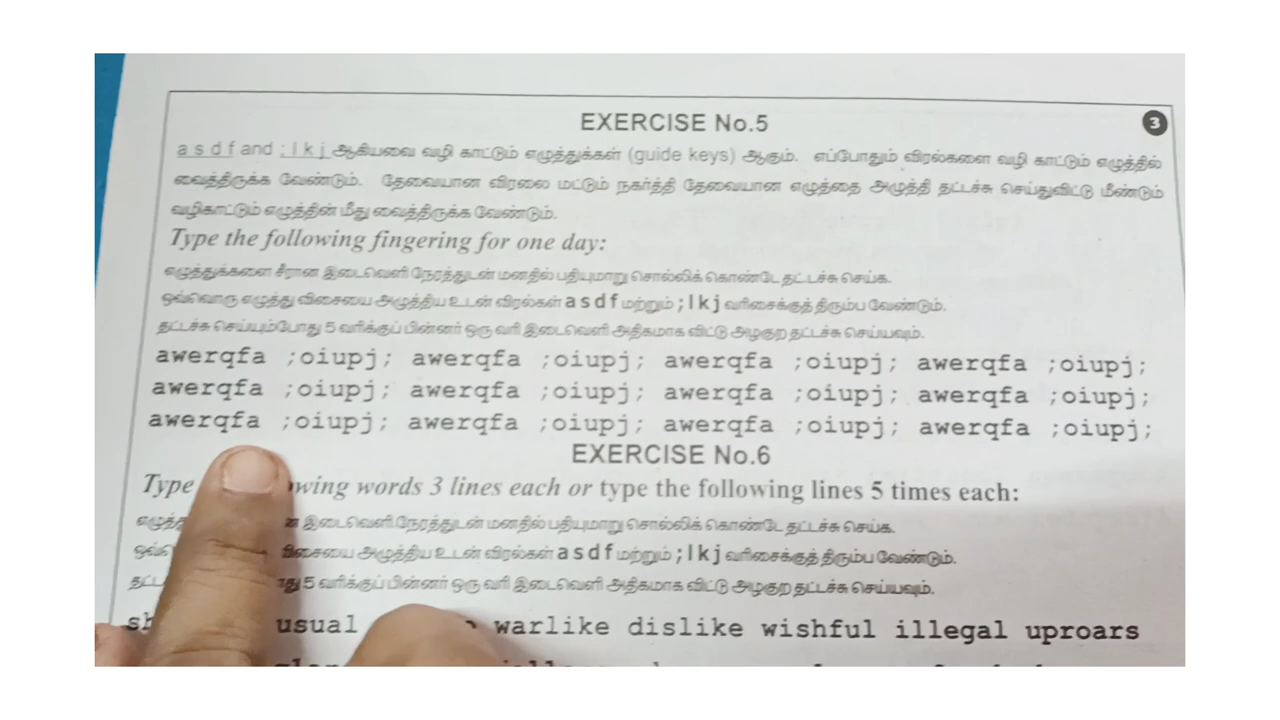 EXERCISE No.5
3
a s d f and ; l k j ஆகியவை வழி காட்டும் எழுத்துக்கள் (guide keys) ஆகும். எப்போதும் விரல்களை வழி காட்டும் எழுத்தில்
வைத்திருக்க வேண்டும். தேவையான விரலை மட்டும் நகர்த்தி தேவையான எழுத்தை அழுத்தி தட்டச்சு செய்துவிட்டு மீண்டும்
வழிகாட்டும் எழுத்தின் மீது வைத்திருக்க வேண்டும்.
Type the following fingering for one day:
எழுத்துக்களை சீரான இடைவெளி நேரத்துடன் மனதில் பதியுமாறு சொல்லிக் கொண்டே தட்டச்சு செய்க.
ஒவ்வொரு எழுத்து விசையை அழுத்திய உடன் விரல்கள் a s d f மற்றும் ; l k j வரிசைக்குத் திரும்ப வேண்டும்.
தட்டச்சு செய்யும்போது 5 வரிக்குப் பின்னர் ஒரு வரி இடைவெளி அதிகமாக விட்டு அழகுற தட்டச்சு செய்யவும்.
awerqfa ;oiupj; awerqfa ;oiupj; awerqfa ;oiupj; awerqfa ;oiupj;
awerqfa ;oiupj; awerqfa ;oiupj; awerqfa ;oiupj; awerqfa ;oiupj;
awerqfa ;oiupj; awerqfa ;oiupj; awerqfa ;oiupj; awerqfa ;oiupj;
EXERCISE No.6
Type words 3 lines each or type the following lines 5 times each:
இடைவெளி நேரத்துடன் மனதில் பதியுமாறு சொல்லிக் கொண்டே தட்டச்சு செய்க.
விசையை அழுத்திய உடன் விரல்கள் a s d f மற்றும் ; l k j வரிசைக்குத் திரும்ப வேண்டும்.
5 வரிக்குப் பின்னர் ஒரு வரி இடைவெளி அதிகமாக விட்டு அழகுற தட்டச்சு செய்யவும்.
usual warlike dislike wishful illegal uproars